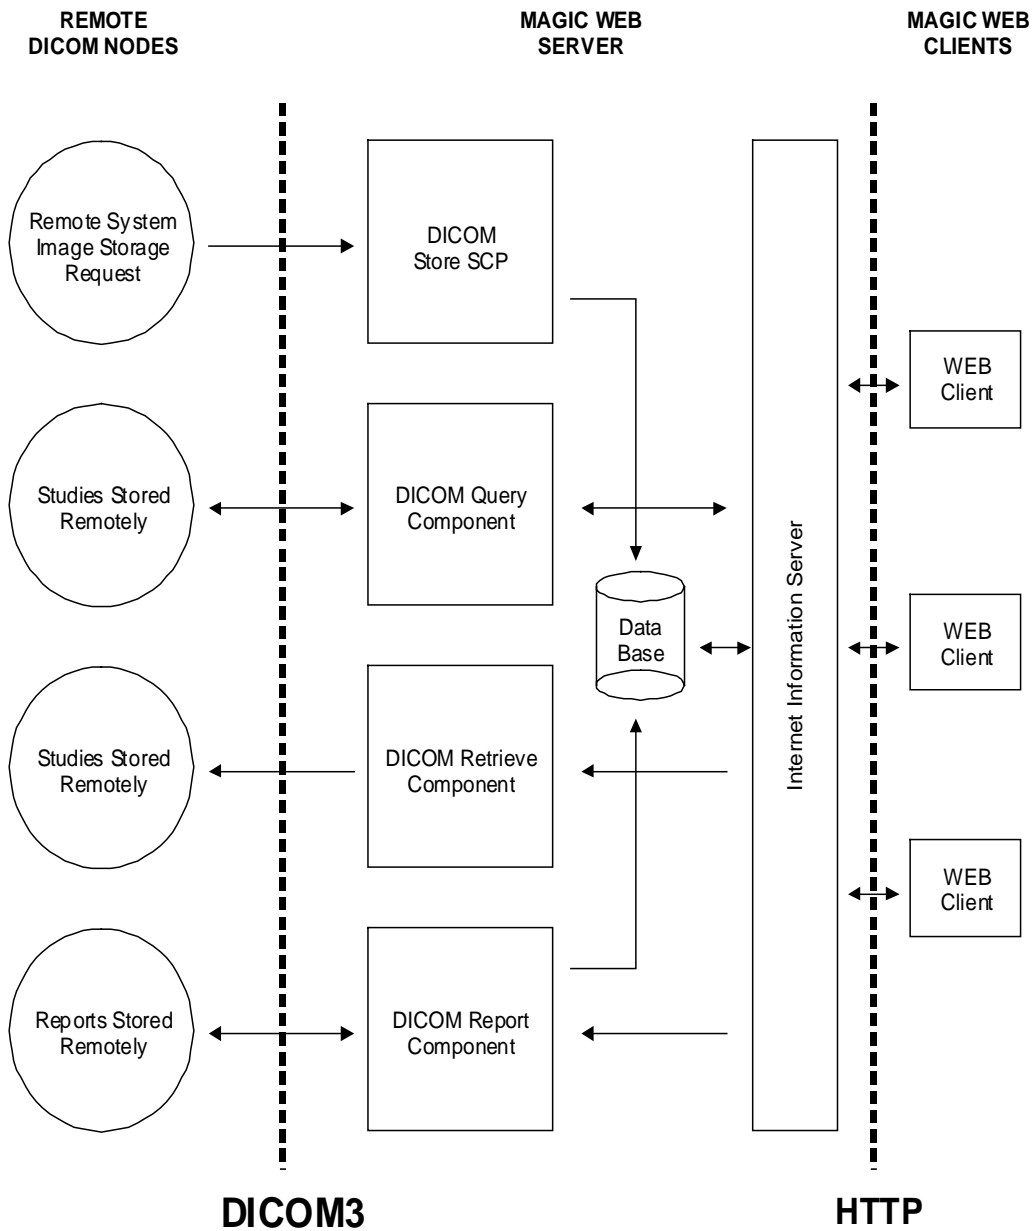 REMOTE
DICOM NODES
MAGIC WEB
SERVER
MAGIC WEB
CLIENTS
Remote System
Image Storage
Request
DICOM
Store SCP
WEB
Client
Studies Stored
Remotely
DICOM Query
Component
Internet Information Server
Data
Base
WEB
Client
Studies Stored
Remotely
DICOM Retrieve
Component
WEB
Client
Reports Stored
Remotely
DICOM Report
Component
DICOM3
HTTP